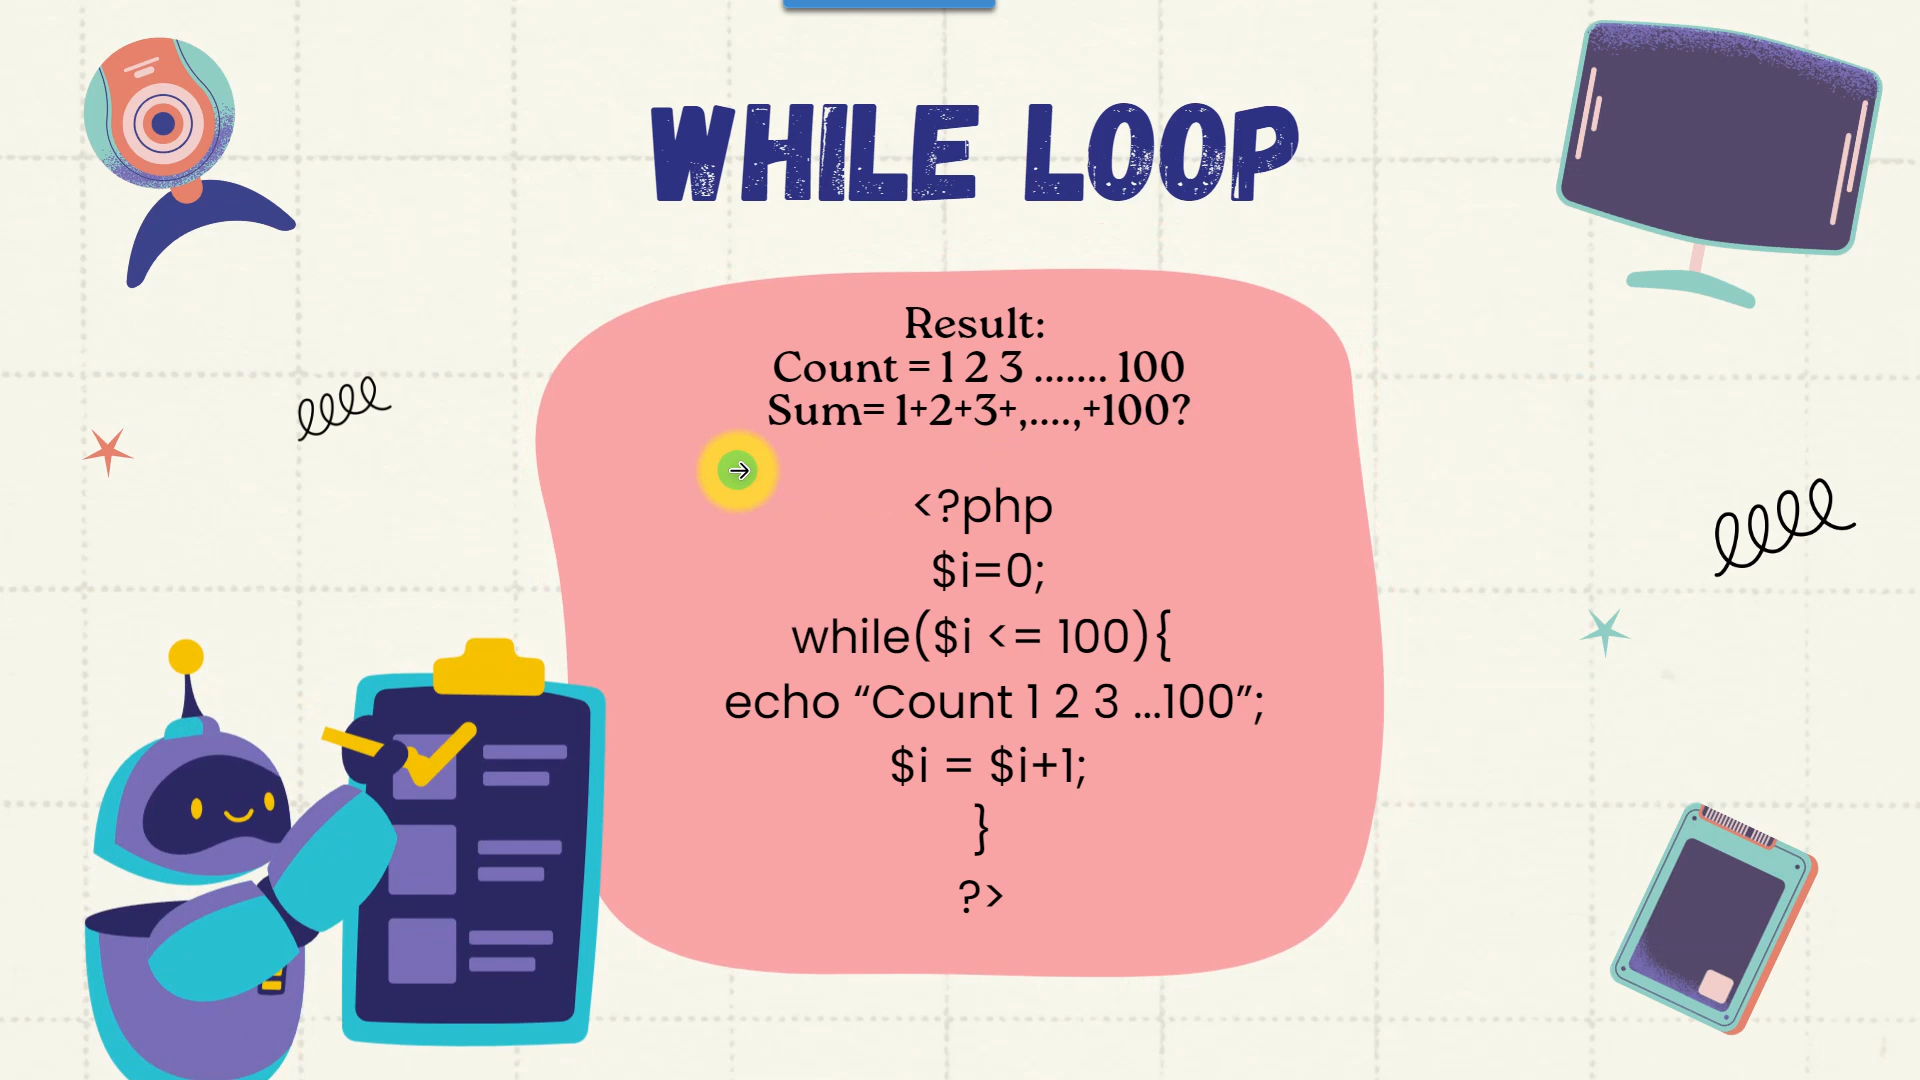 WHILE LOOP
Result:
Count = 1 2 3 ....... 100
Sum= 1+2+3+,....,+100?
<?php
$i=0;
while($i <= 100){
echo “Count 1 2 3 ...100”;
$i = $i+1;
}
?>